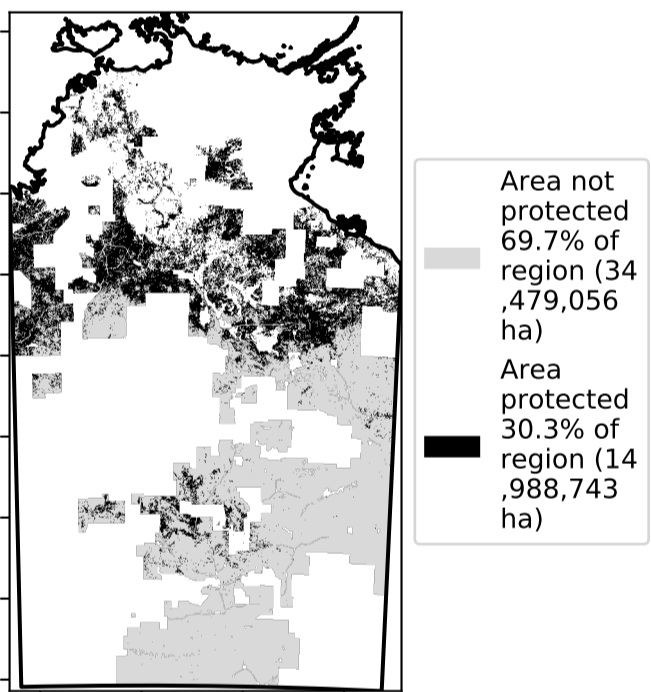 Area not
protected
69.7% of
region (34
,479,056
ha)
Area
protected
30.3% of
region (14
,988,743
ha)